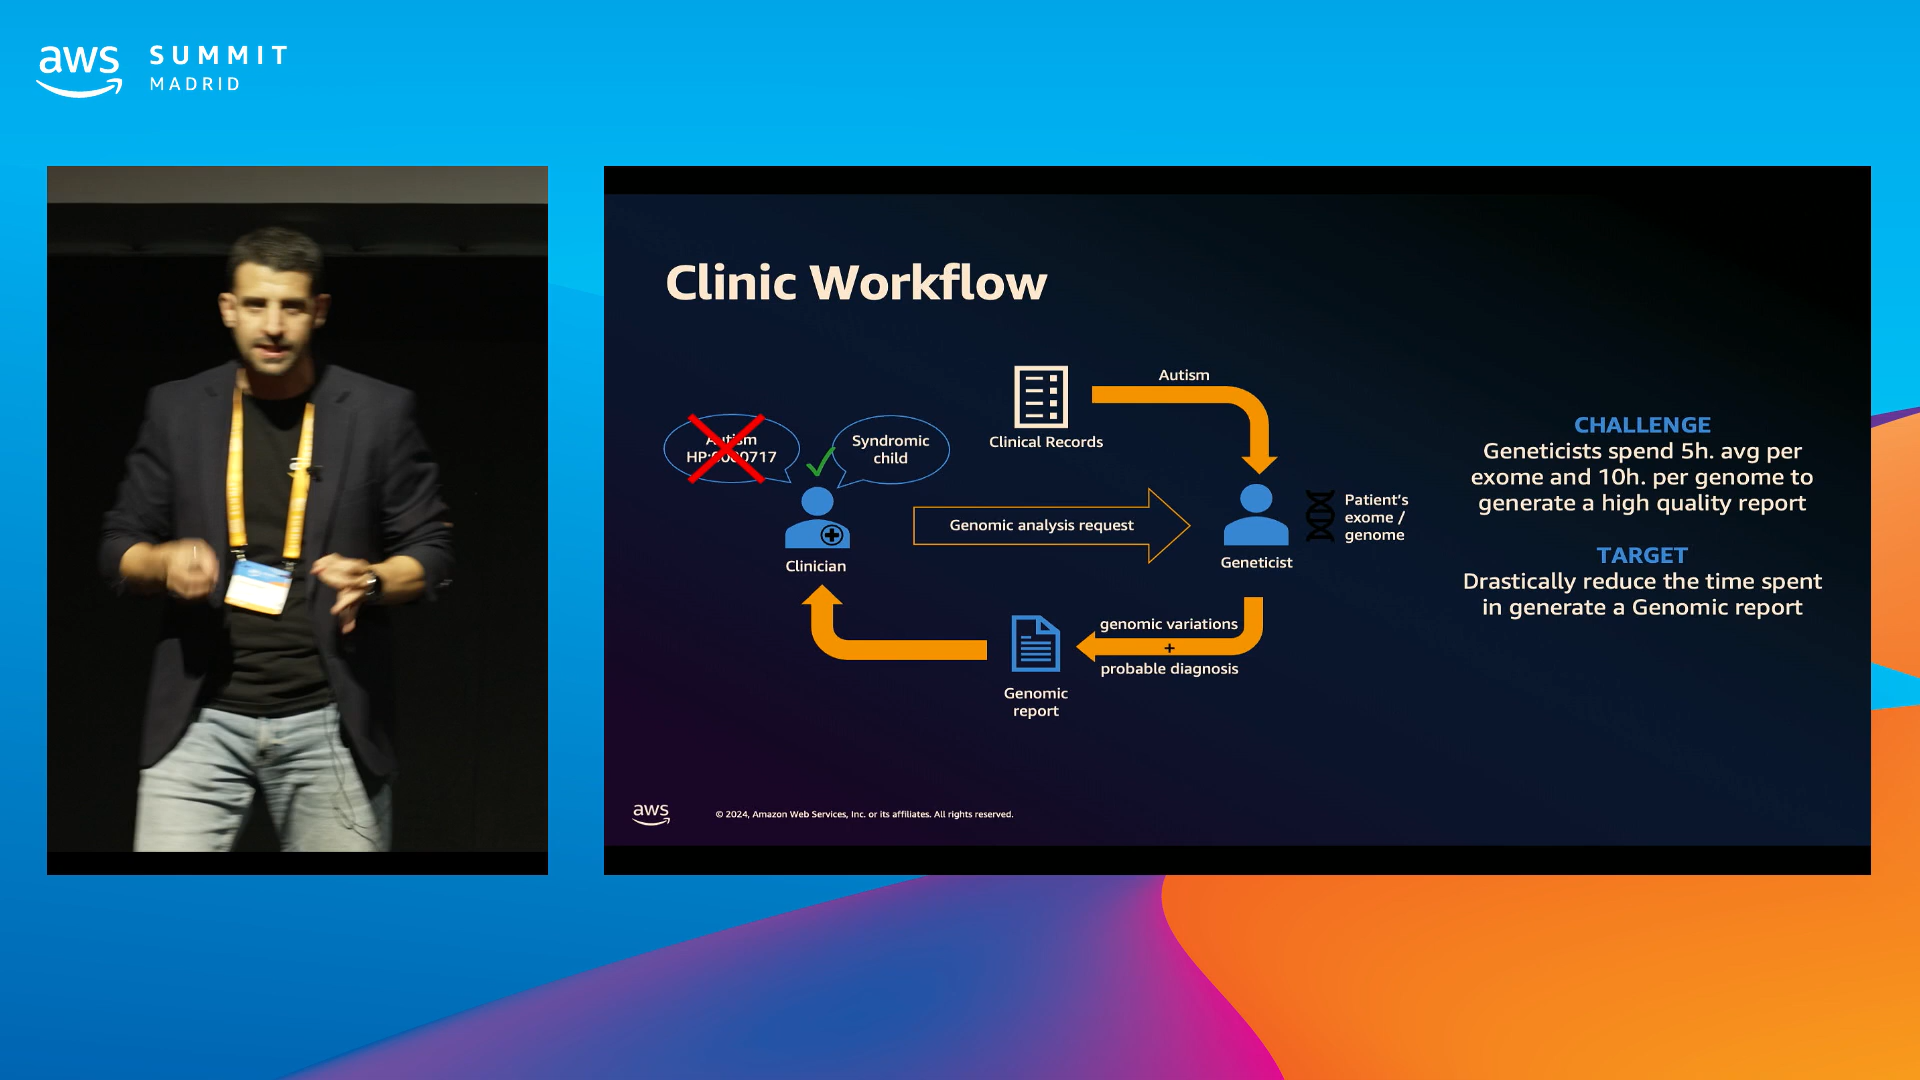 aws SUMMIT
MADRID
Clinic Workflow
Autism
HP:0000717
Syndromic
child
Clinical Records
Autism
Genomic analysis request
Clinician
Geneticist
Patient's
exome /
genome
genomic variations
+
probable diagnosis
Genomic
report
CHALLENGE
Geneticists spend 5h. avg per
exome and 10h. per genome to
generate a high quality report
TARGET
Drastically reduce the time spent
in generate a Genomic report
aws
© 2024, Amazon Web Services, Inc. or its affiliates. All rights reserved.